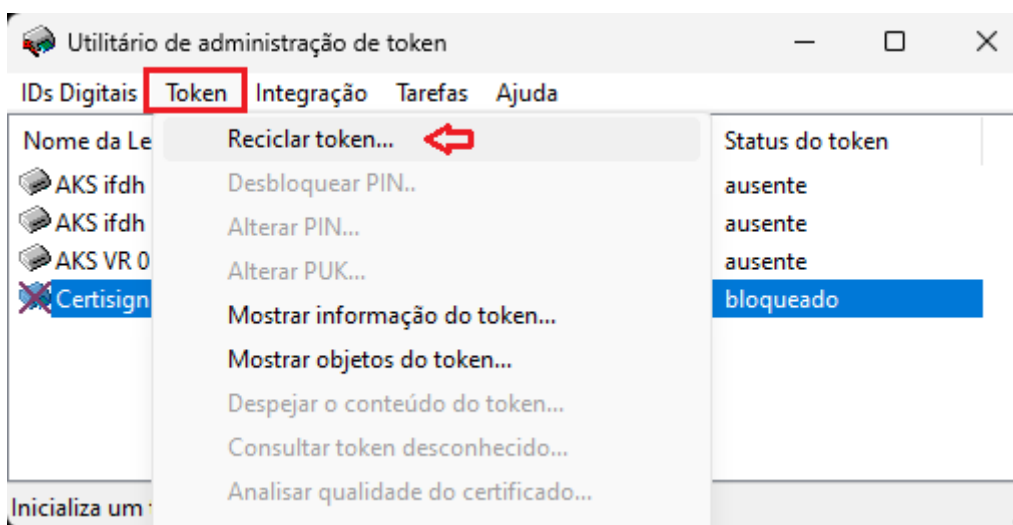 Utilitário de administração de token
IDs Digitais Token Integração Tarefas Ajuda
Nome da Le Status do token
Reciclar token...
AKS ifdh ausente
Desbloquear PIN..
AKS ifdh ausente
Alterar PIN...
AKS VR 0 ausente
Alterar PUK...
Certisign bloqueado
Mostrar informação do token...
Mostrar objetos do token...
Despejar o conteúdo do token...
Consultar token desconhecido...
Analisar qualidade do certificado...
Inicializa um